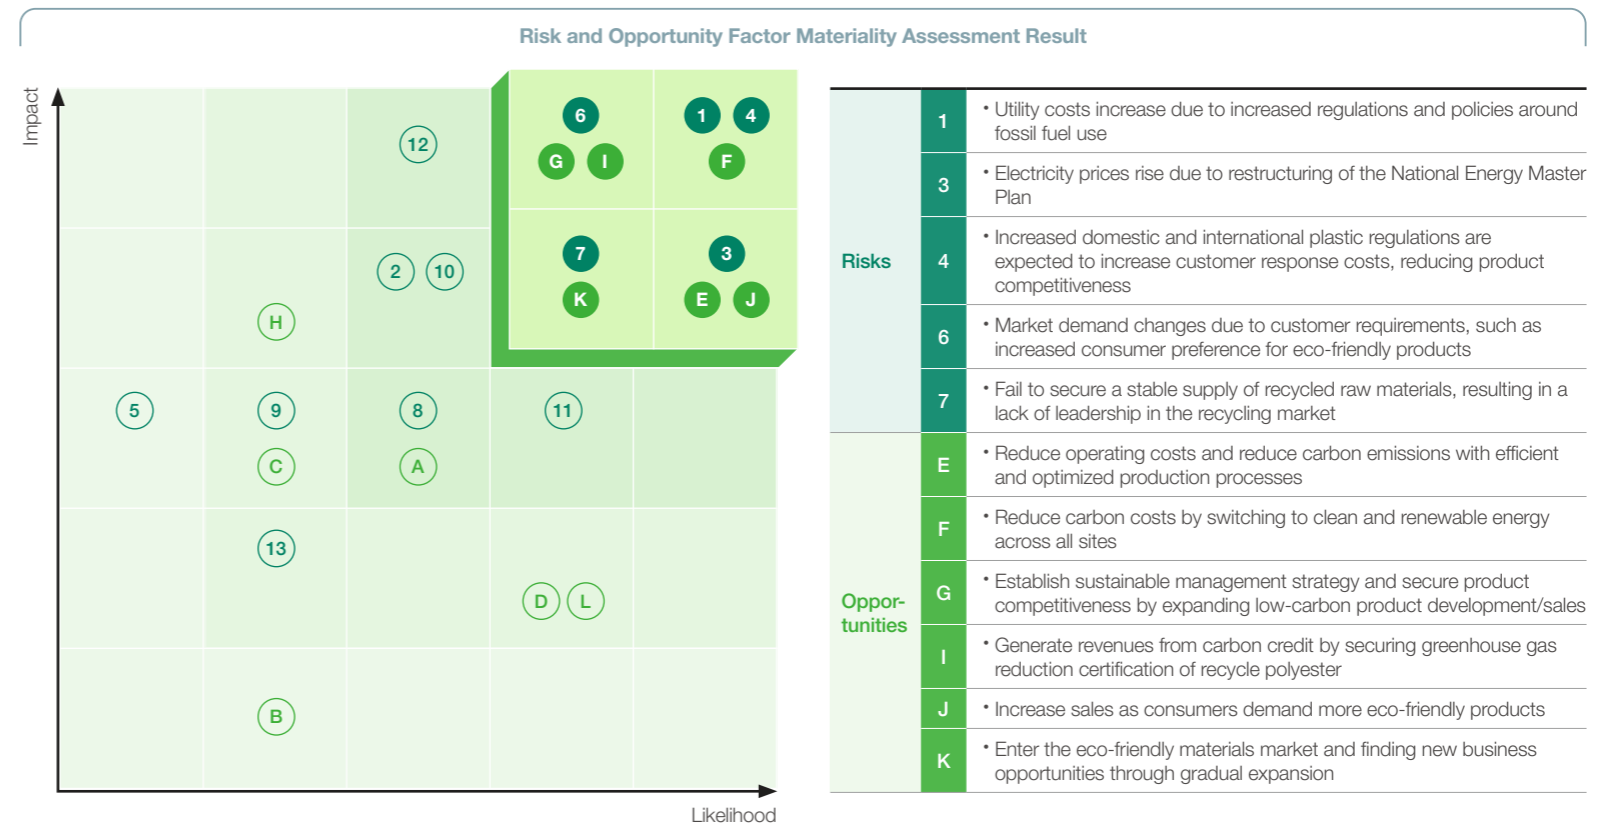 Risk and Opportunity Factor Materiality Assessment Result
Impact
12
6
G I
1 4
F
2 10
H
7
K
3
E J
5
9
C
8
A
11
13
D L
B
Likelihood
Risks
1
• Utility costs increase due to increased regulations and policies around
fossil fuel use
3
• Electricity prices rise due to restructuring of the National Energy Master
Plan
4
• Increased domestic and international plastic regulations are
expected to increase customer response costs, reducing product
competitiveness
6
• Market demand changes due to customer requirements, such as
increased consumer preference for eco-friendly products
7
• Fail to secure a stable supply of recycled raw materials, resulting in a
lack of leadership in the recycling market
Oppor-
tunities
E
• Reduce operating costs and reduce carbon emissions with efficient
and optimized production processes
F
• Reduce carbon costs by switching to clean and renewable energy
across all sites
G
• Establish sustainable management strategy and secure product
competitiveness by expanding low-carbon product development/sales
I
• Generate revenues from carbon credit by securing greenhouse gas
reduction certification of recycle polyester
J
• Increase sales as consumers demand more eco-friendly products
K
• Enter the eco-friendly materials market and finding new business
opportunities through gradual expansion